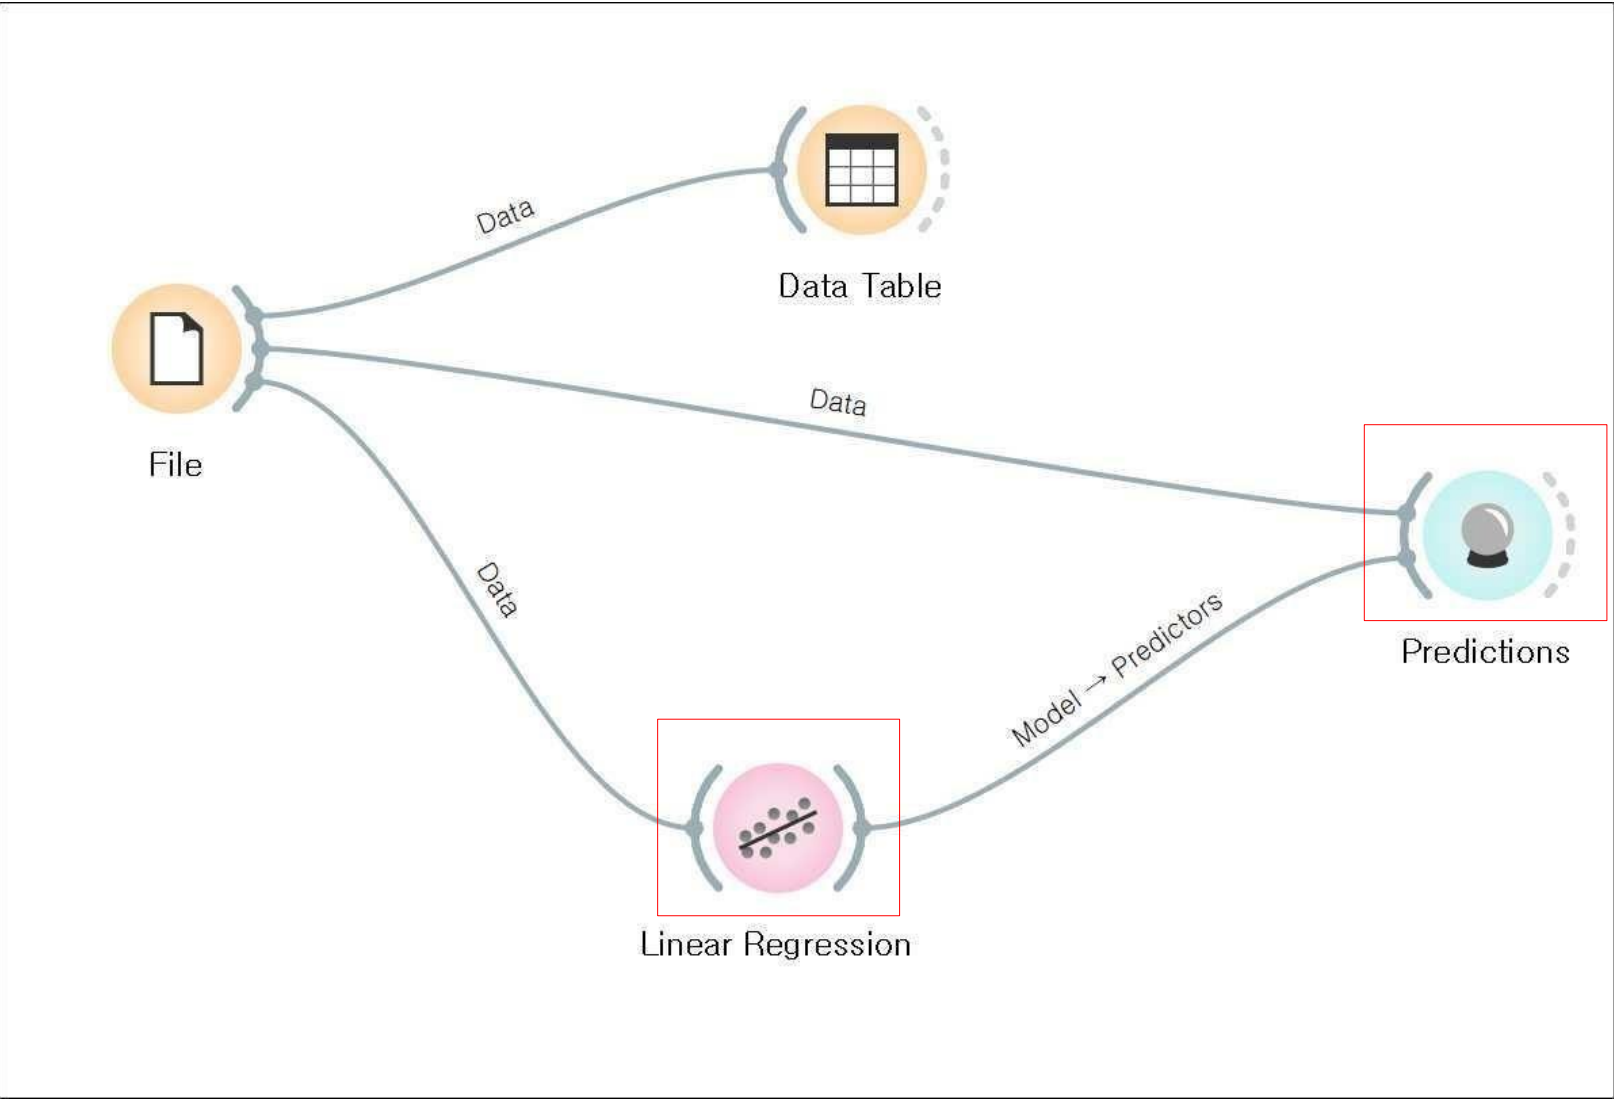 Data
Data Table
Data
File
Data
Model → Predictors
Predictions
Linear Regression